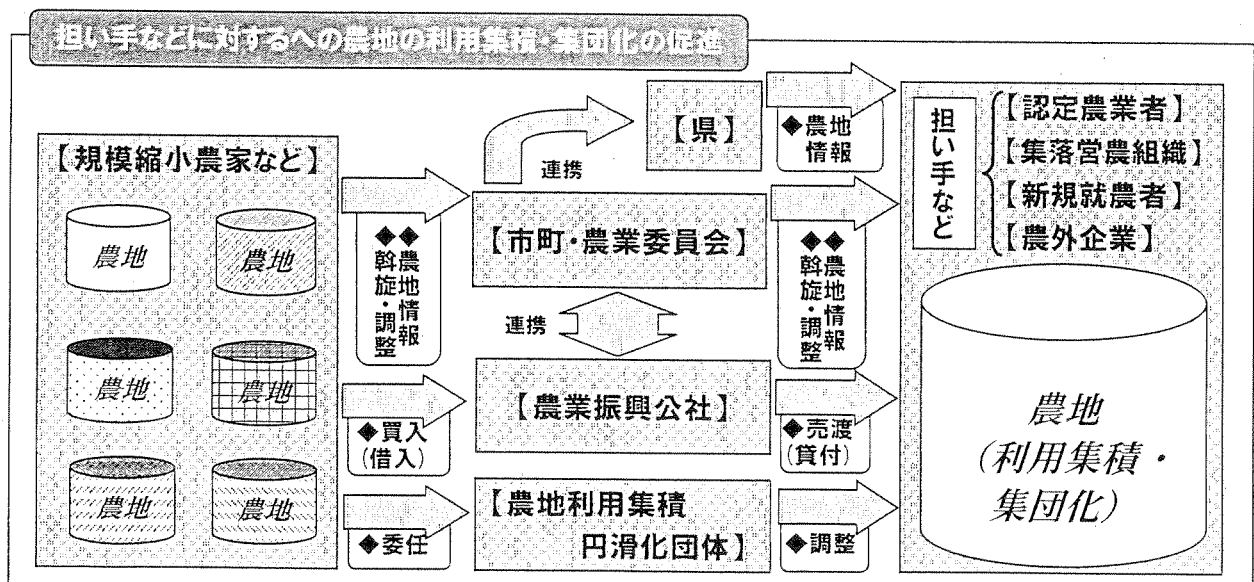 担い手などに対するへの農地の利用集積・集団化の促進
【規模縮小農家など】
農地
農地
農地
農地
農地
農地
◆農地情報
◆斡旋・調整
◆買入
(借入)
◆委任
連携
【県】
【市町・農業委員会】
連携
【農業振興公社】
【農地利用集積
円滑化団体】
◆農地
情報
◆農地情報
◆斡旋・調整
◆売渡
(貸付)
◆調整
担い手など
【認定農業者】
【集落営農組織】
【新規就農者】
【農外企業】
農地
(利用集積・
集団化)